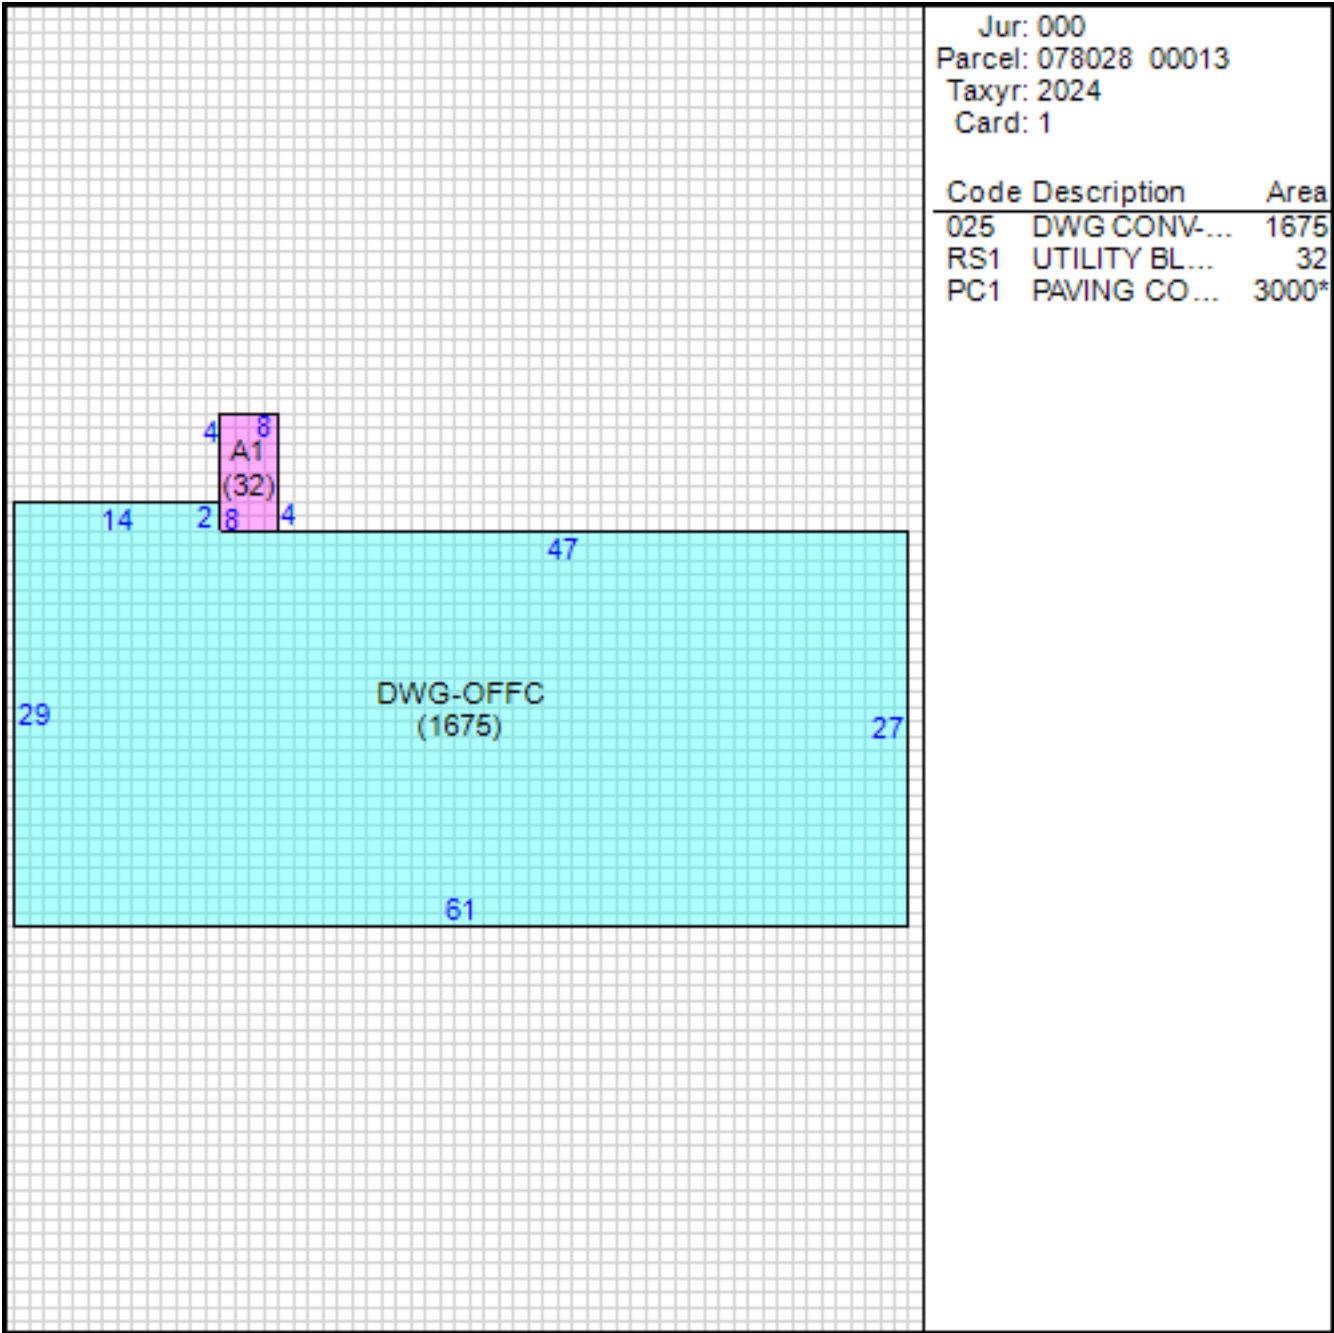 Jur: 000
Parcel: 078028 00013
Taxyr: 2024
Card: 1
Code Description Area
025 DWG CONV-... 1675
RS1 UTILITY BL... 32
PC1 PAVING CO... 3000*
4 8
A1
(32)
14 2 8 4
47
DWG-OFFC
(1675)
29 27
61